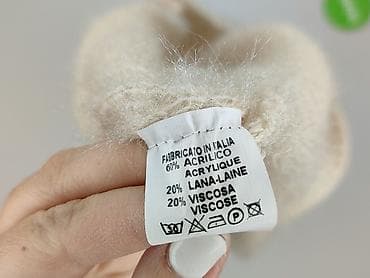 FABBRICATO IN ITALIA
60% ACRILICO
ACRYLIQUE
20% LANA-LAINE
20% VISCOSA
VISCOSE